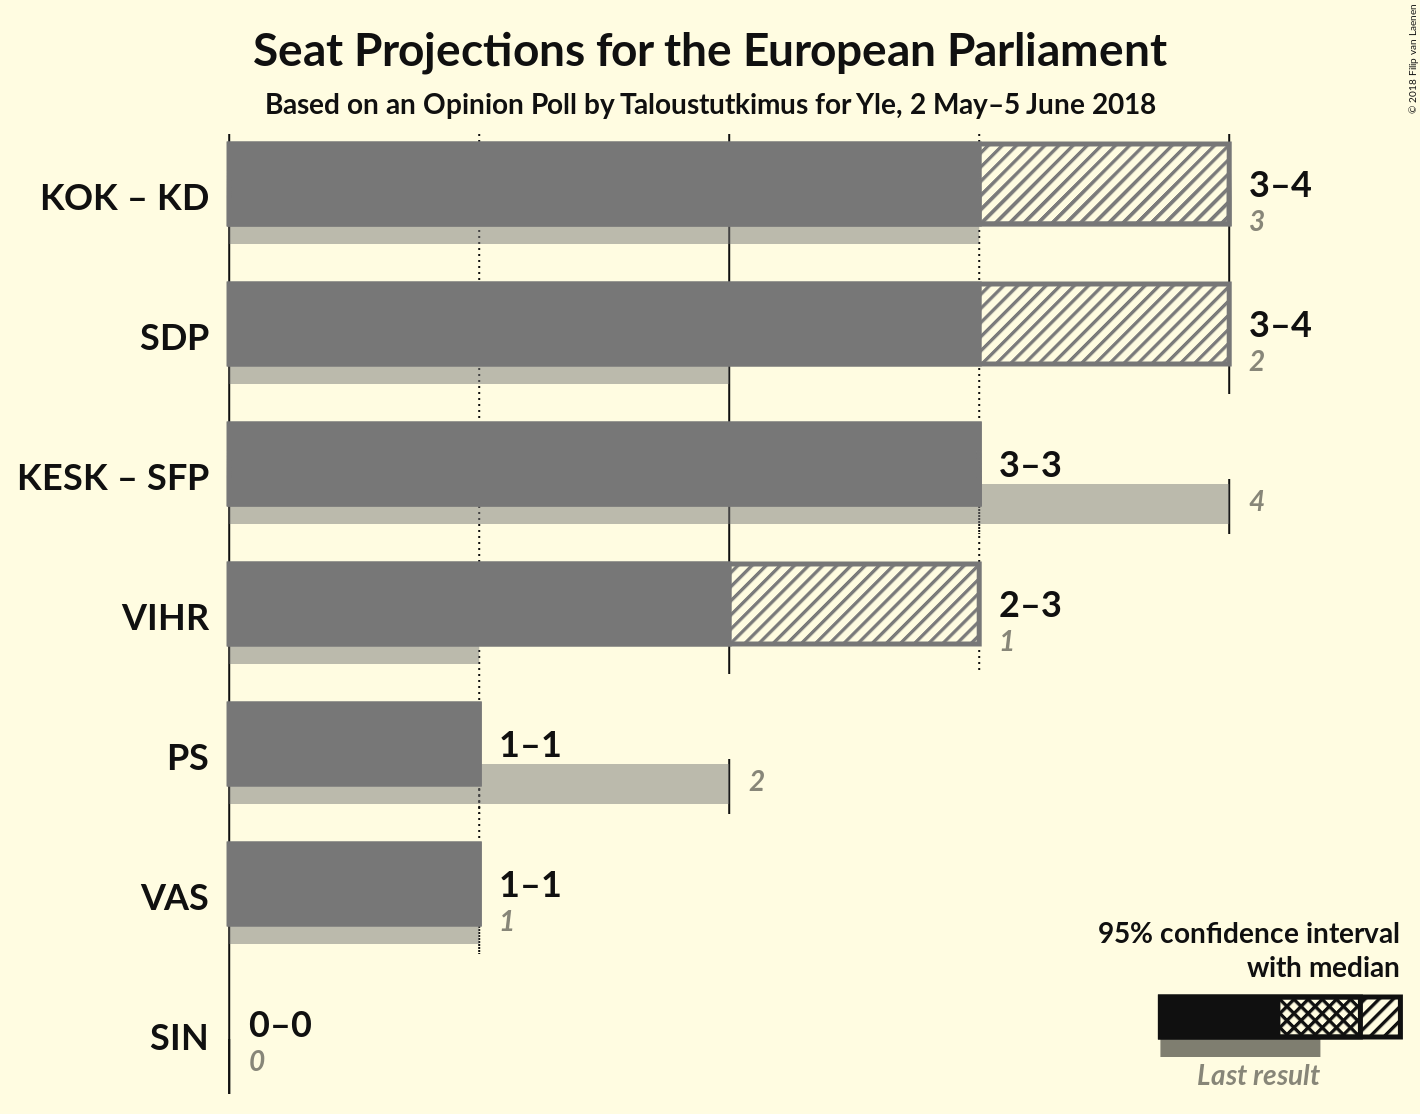 Seat Projections for the European Parliament
Based on an Opinion Poll by Taloustutkimus for Yle, 2 May–5 June 2018
© 2018 Filip van Laenen
KOK – KD
3–4
3
SDP
3–4
2
KESK – SFP
3–3
4
VIHR
2–3
1
PS
1–1
2
VAS
1–1
1
SIN
0–0
0
95% confidence interval
with median
Last result